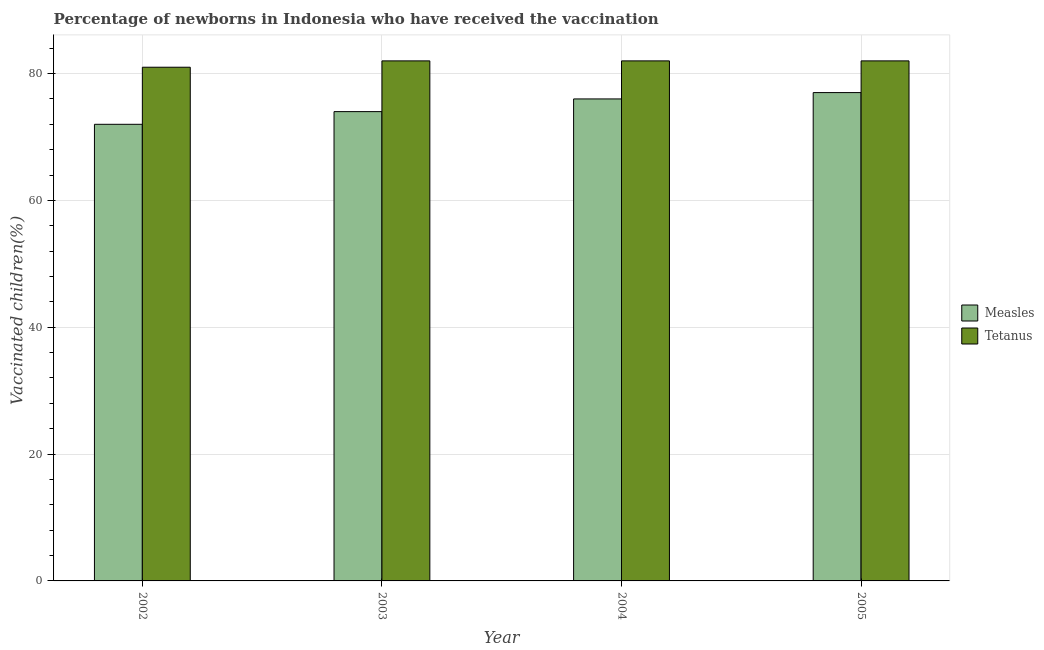 Percentage of newborns in Indonesia who have received the vaccination
Vaccinated children(%)
80
60
40
20
0
2002
2003
2004
2005
Year
Measles
Tetanus